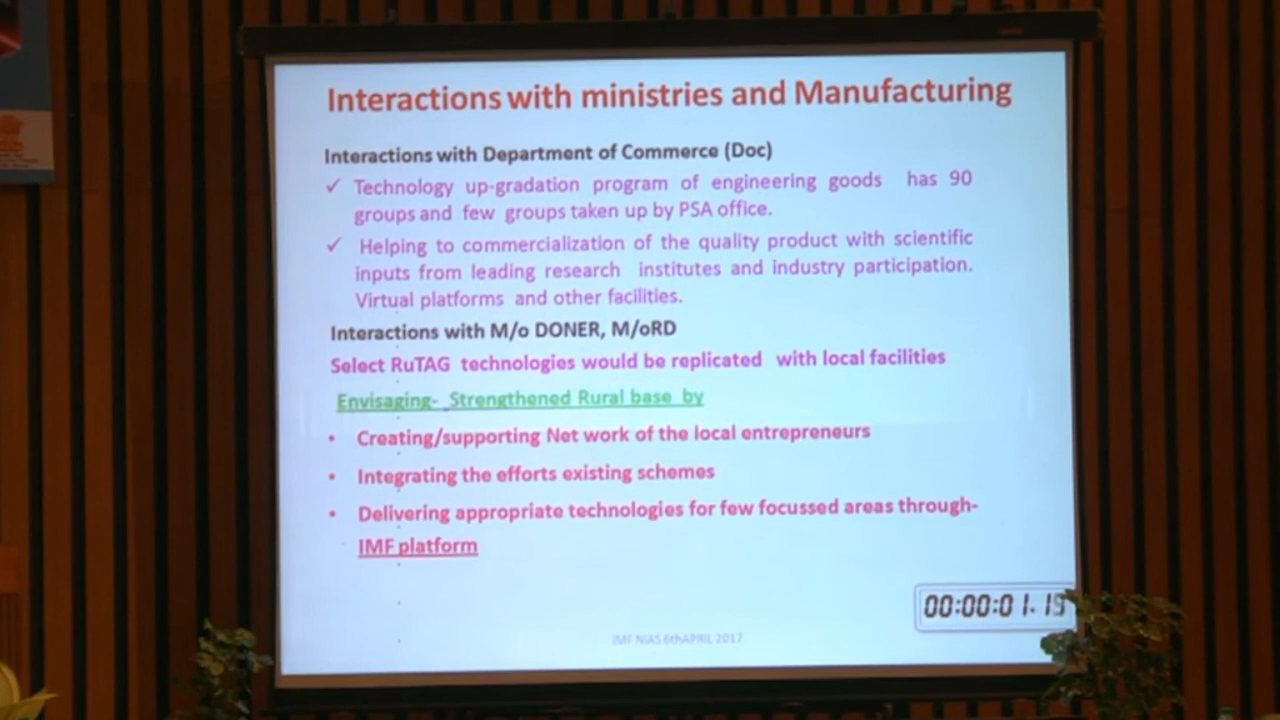 Interactions with ministries and Manufacturing
Interactions with Department of Commerce (Doc)
✓ Technology up-gradation program of engineering goods has 90
groups and few groups taken up by PSA office.
✓ Helping to commercialization of the quality product with scientific
inputs from leading research institutes and industry participation.
Virtual platforms and other facilities.
Interactions with M/o DONER, M/oRD
Select RuTAG technologies would be replicated with local facilities
Envisaging- Strengthened Rural base by
• Creating/supporting Net work of the local entrepreneurs
• Integrating the efforts existing schemes
• Delivering appropriate technologies for few focussed areas through-
IMF platform
00:00:01.19
IMF NIAS 6thAPRIL 2017